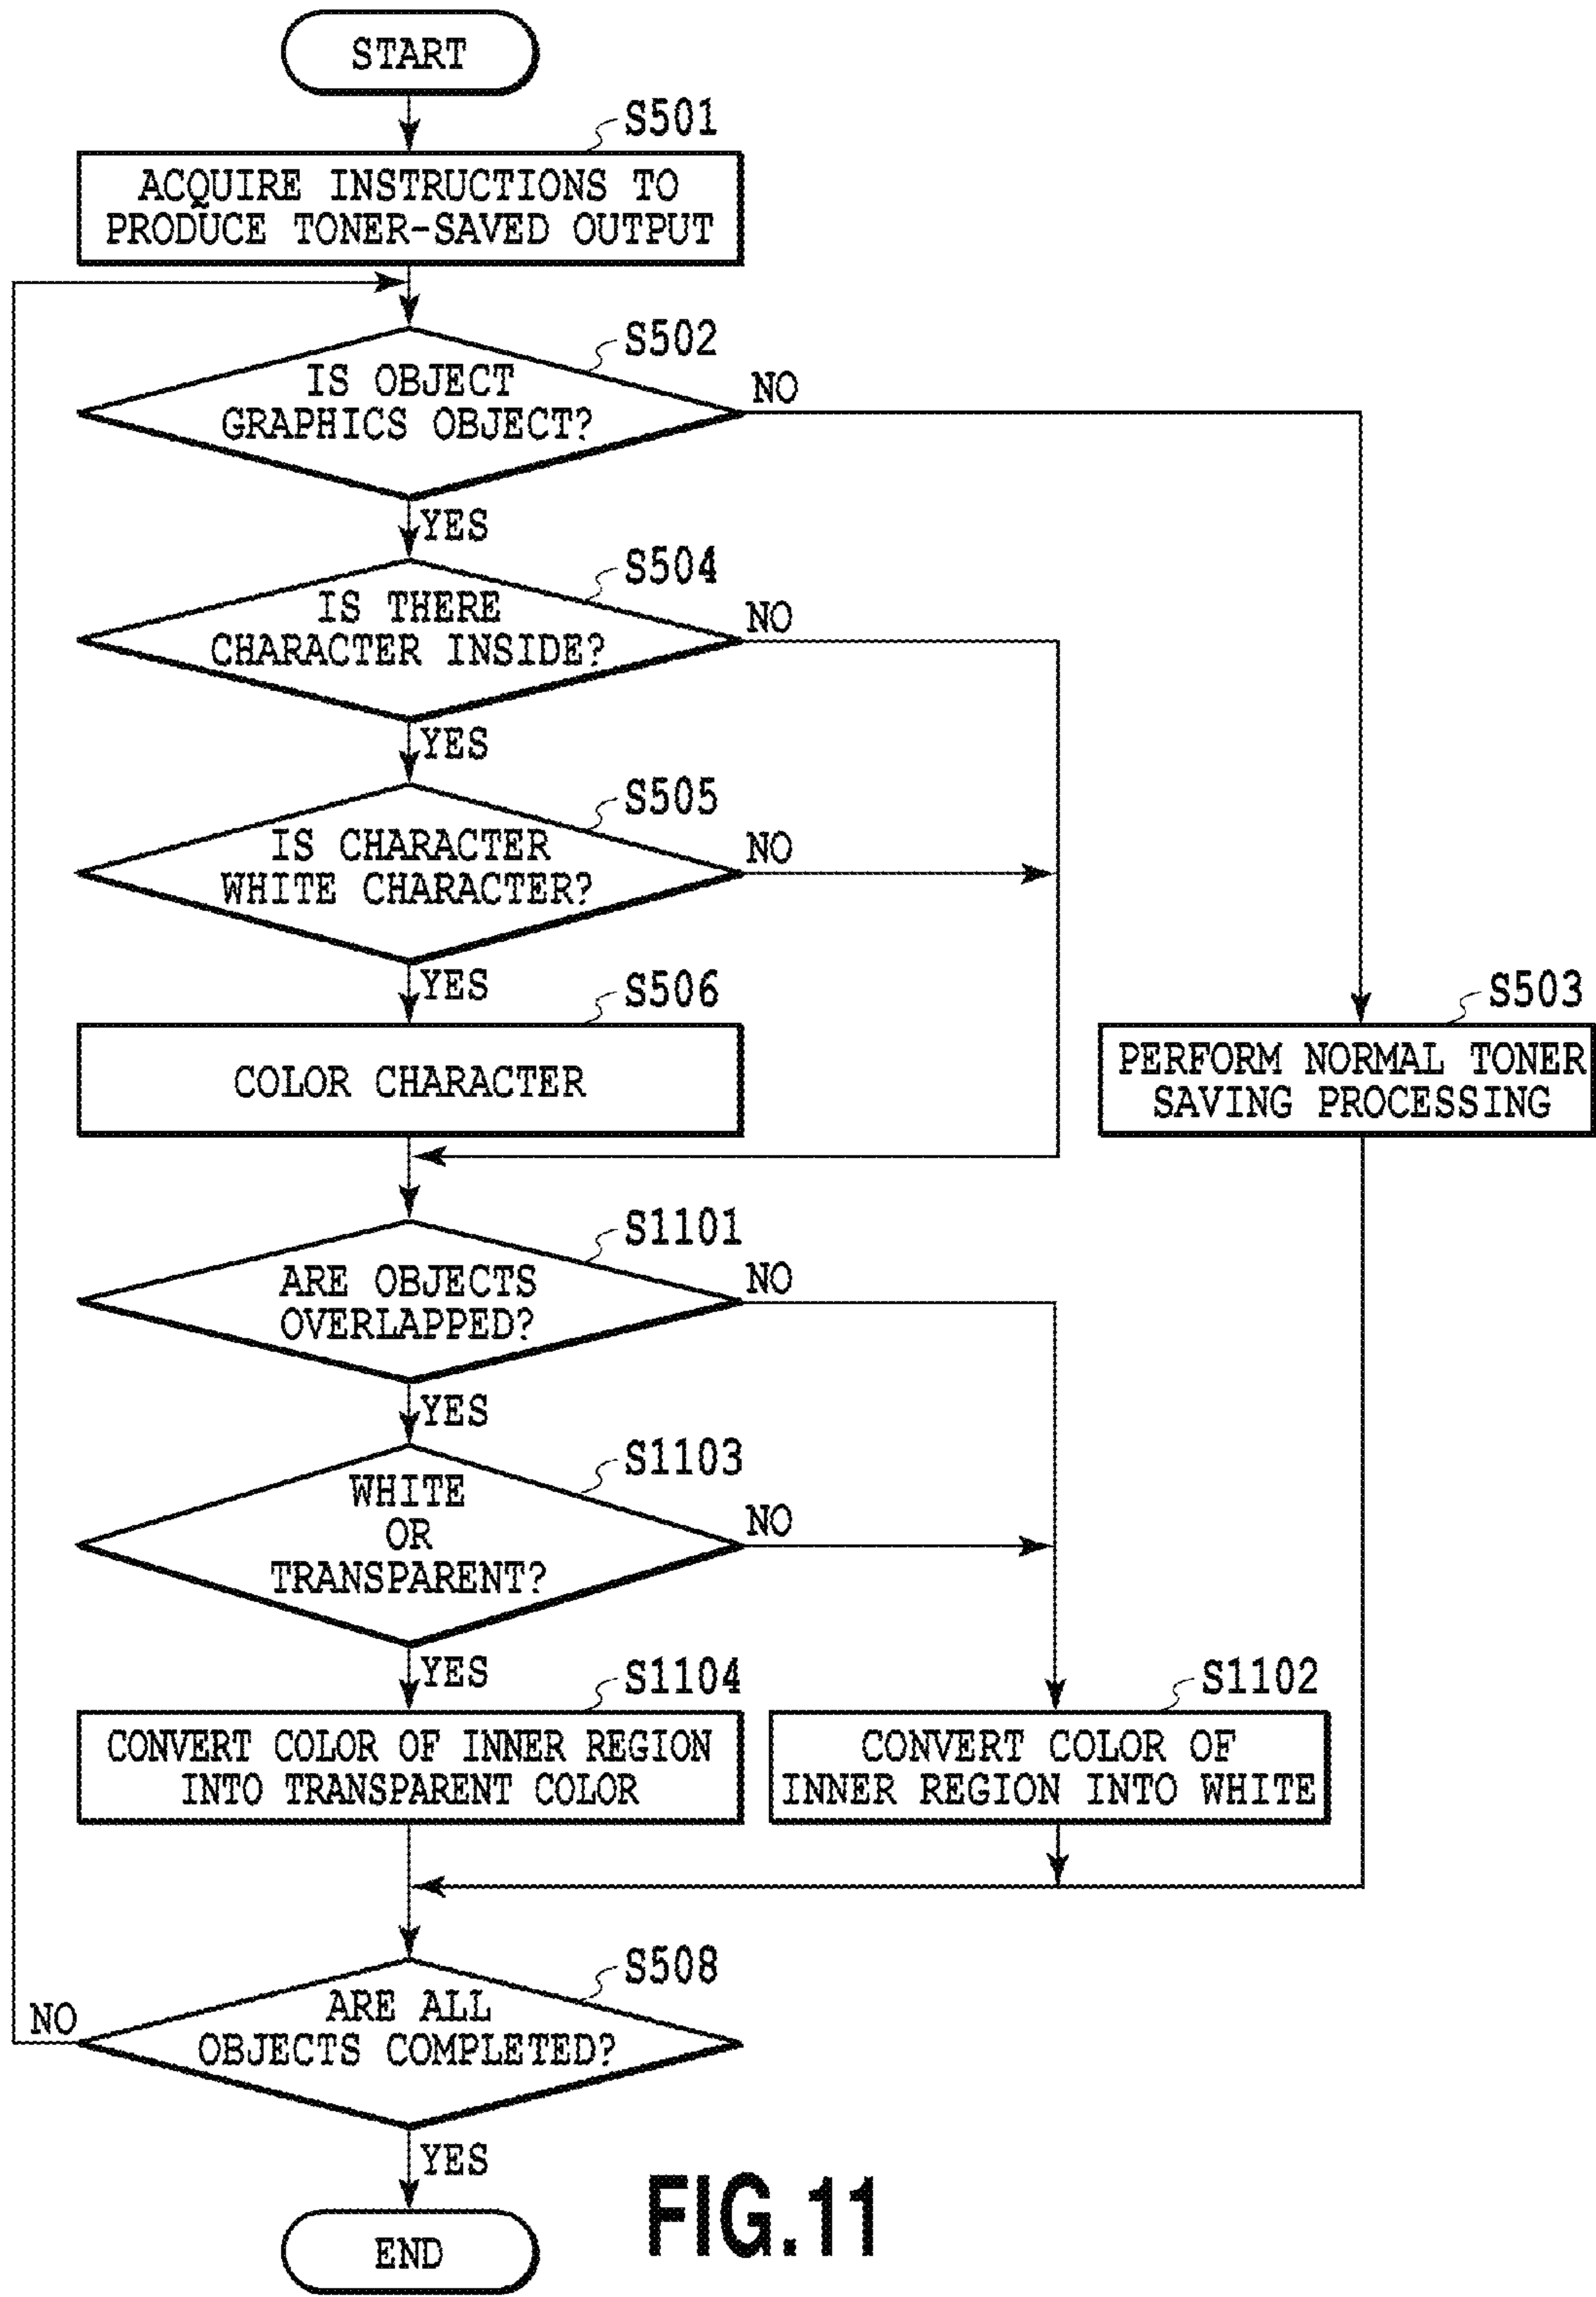 START
S501
ACQUIRE INSTRUCTIONS TO
PRODUCE TONER-SAVED OUTPUT
S502
IS OBJECT
GRAPHICS OBJECT?
NO
YES
S504
IS THERE
CHARACTER INSIDE?
NO
YES
S505
IS CHARACTER
WHITE CHARACTER?
NO
YES
S506
COLOR CHARACTER
S503
PERFORM NORMAL TONER
SAVING PROCESSING
S1101
ARE OBJECTS
OVERLAPPED?
NO
YES
S1103
WHITE
OR
TRANSPARENT?
NO
YES
S1104
CONVERT COLOR OF INNER REGION
INTO TRANSPARENT COLOR
S1102
CONVERT COLOR OF
INNER REGION INTO WHITE
S508
ARE ALL
OBJECTS COMPLETED?
NO
YES
END
FIG.11